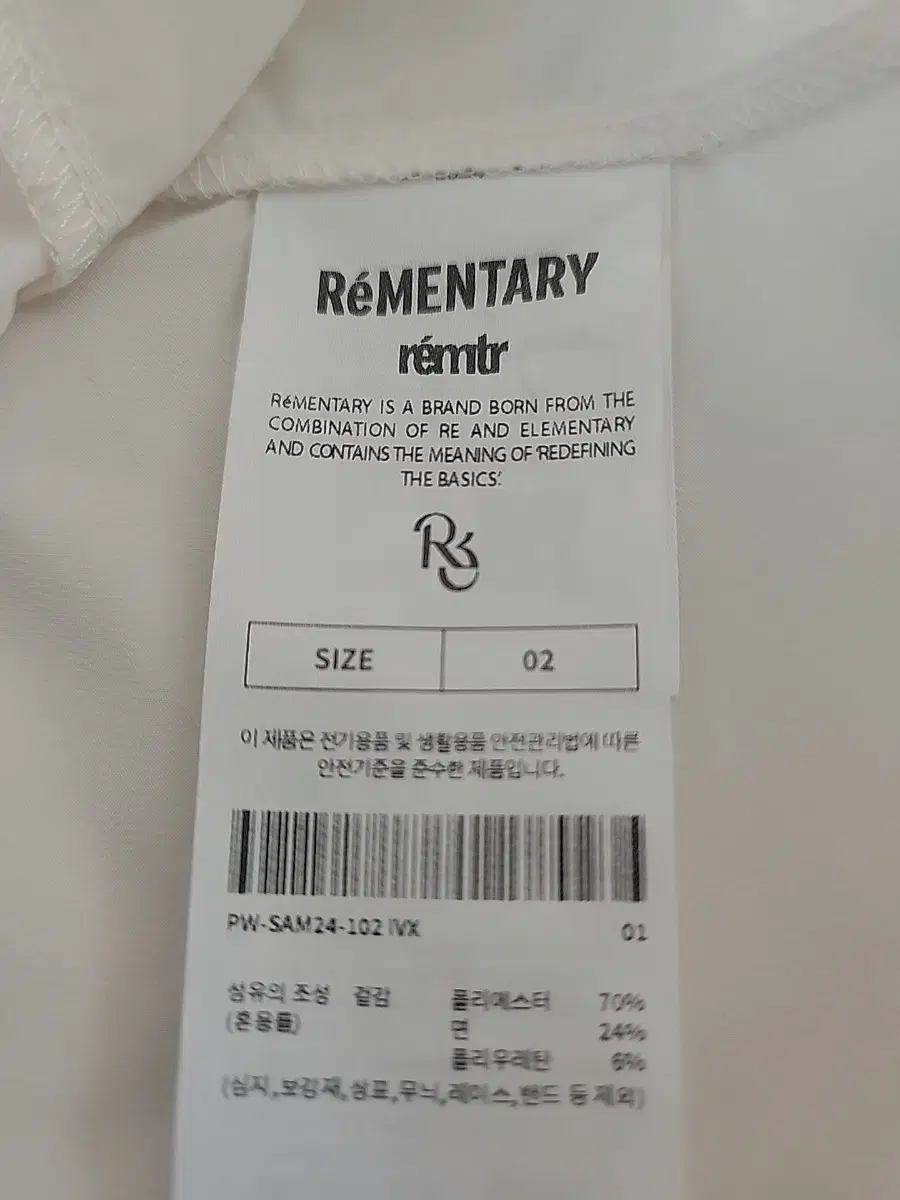 RéMENTARY
rémtr
RéMENTARY IS A BRAND BORN FROM THE
COMBINATION OF RE AND ELEMENTARY
AND CONTAINS THE MEANING OF 'REDEFINING
THE BASICS.'
SIZE 02
이 제품은 전기용품 및 생활용품 안전관리법에 따른
안전기준을 준수한 제품입니다.
PW-SAM24-102 IVX 01
섬유의 조성 겉감 폴리에스터 70%
(혼용률) 면 24%
폴리우레탄 6%
(심지,보강재,상표,무늬,레이스,밴드 등 제외)